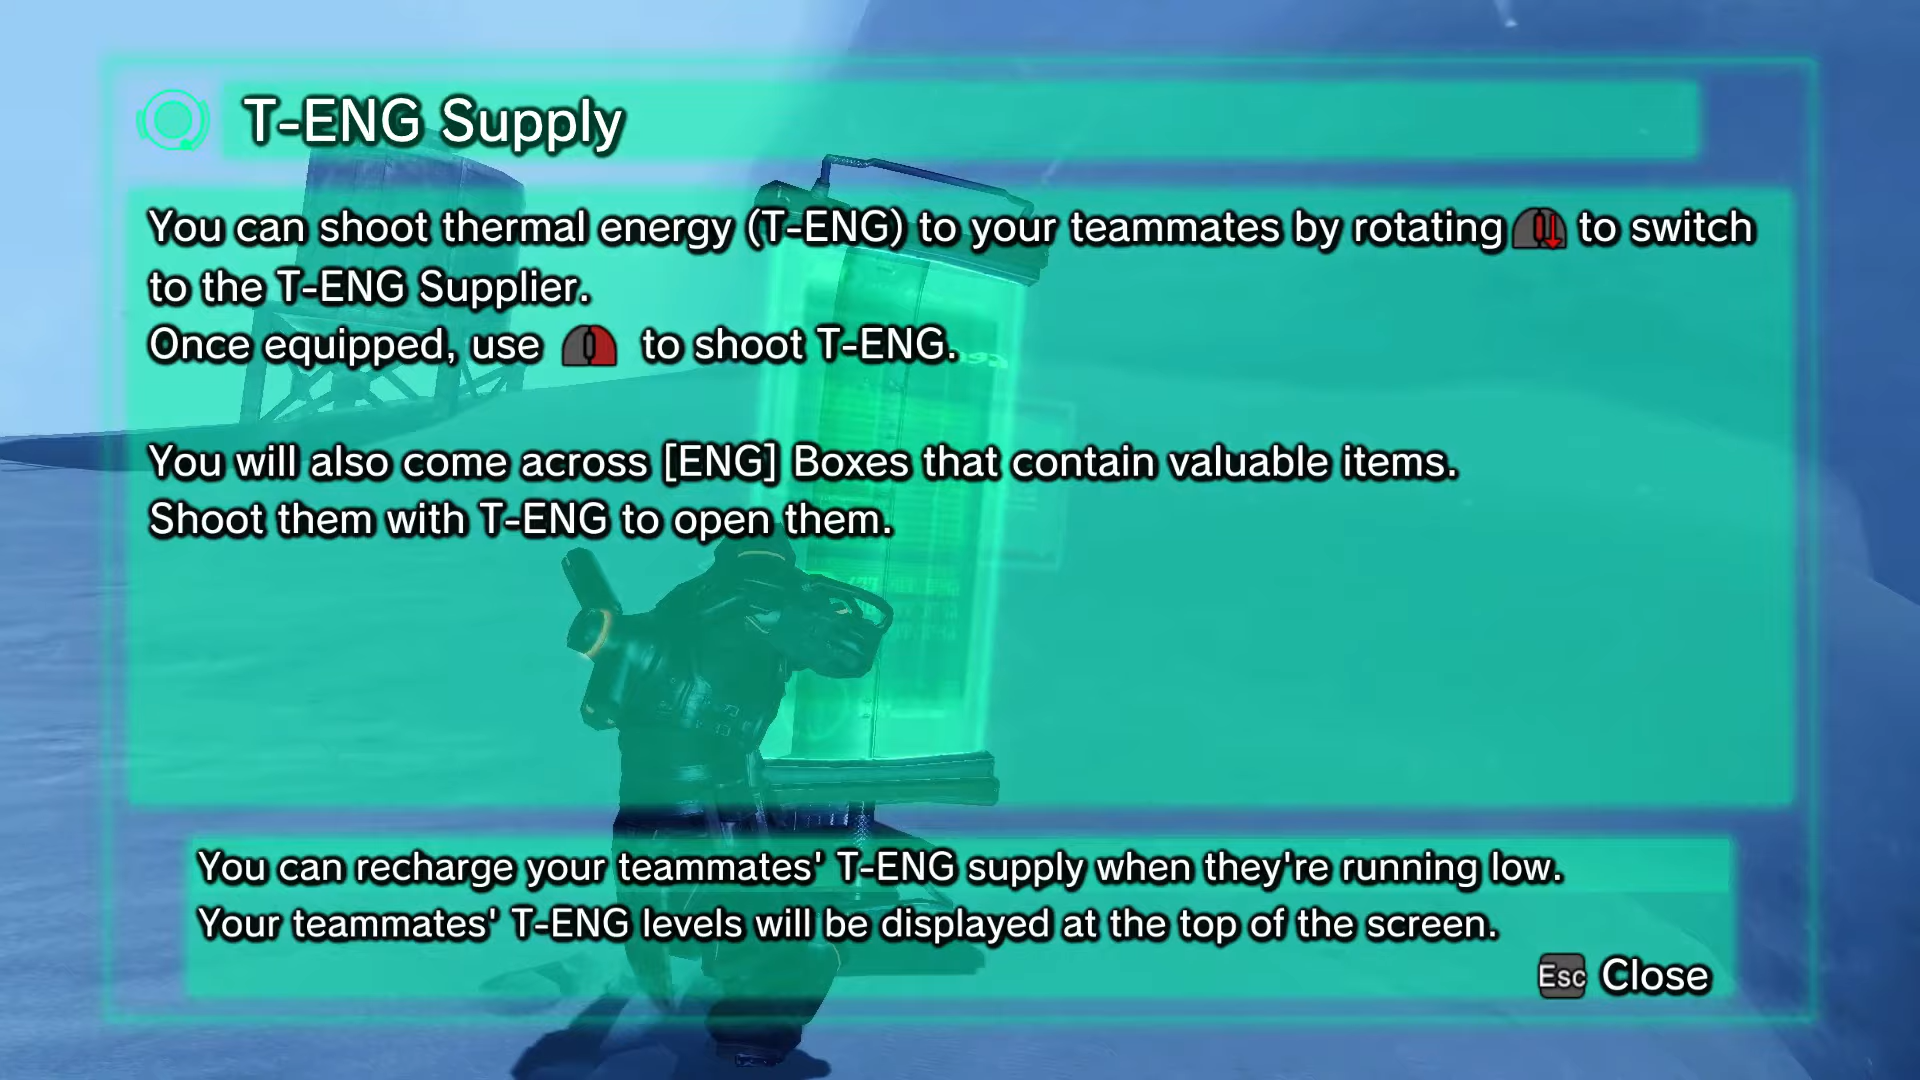 T-ENG Supply
You can shoot thermal energy (T-ENG) to your teammates by rotating to switch
to the T-ENG Supplier.
Once equipped, use to shoot T-ENG.
You will also come across [ENG] Boxes that contain valuable items.
Shoot them with T-ENG to open them.
You can recharge your teammates' T-ENG supply when they're running low.
Your teammates' T-ENG levels will be displayed at the top of the screen.
Esc Close